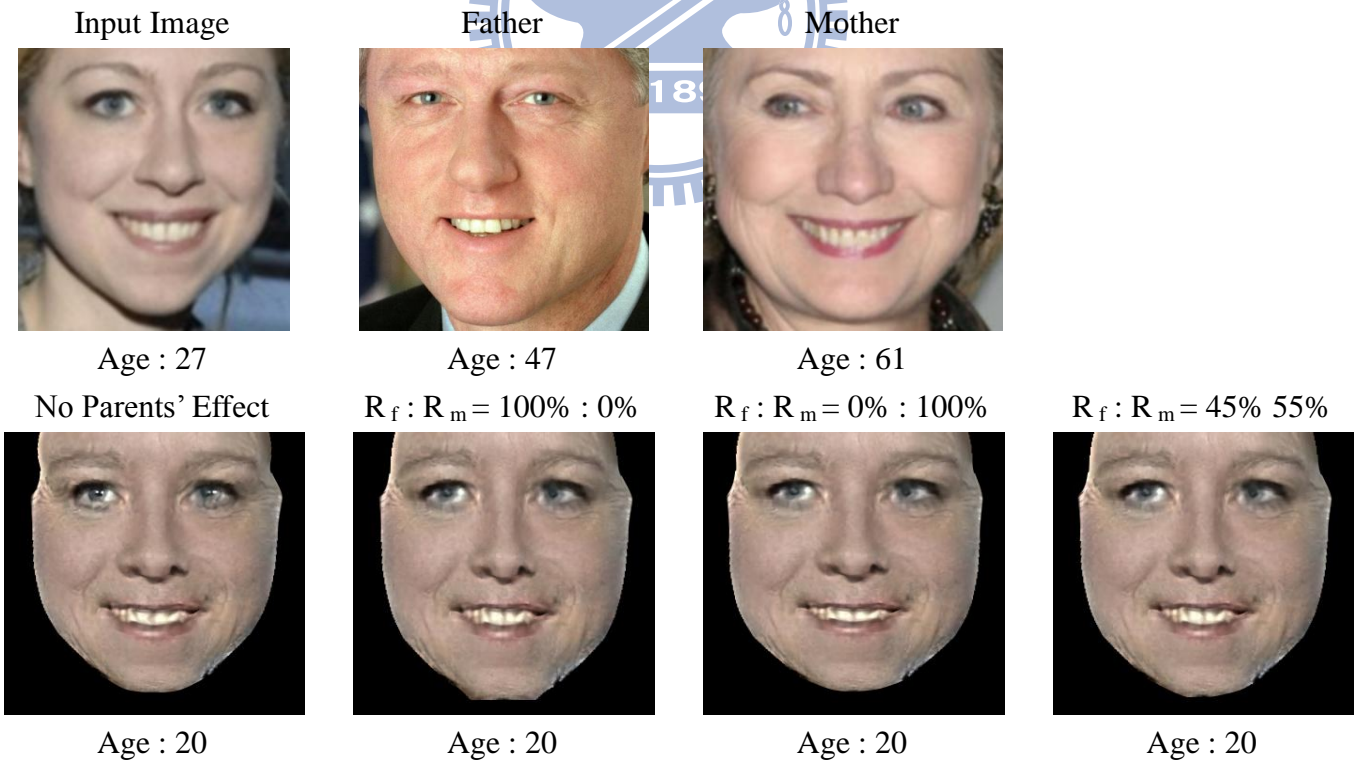 Input Image Father Mother
189
Age : 27 Age : 47 Age : 61
No Parents’ Effect R f : R m = 100% : 0% R f : R m = 0% : 100% R f : R m = 45% 55%
Age : 20 Age : 20 Age : 20 Age : 20